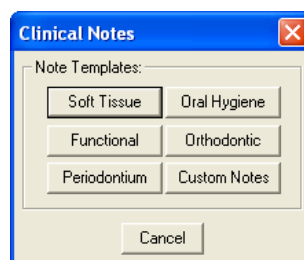 Clinical Notes
Note Templates:
Soft Tissue Oral Hygiene
Functional Orthodontic
Periodontium Custom Notes
Cancel